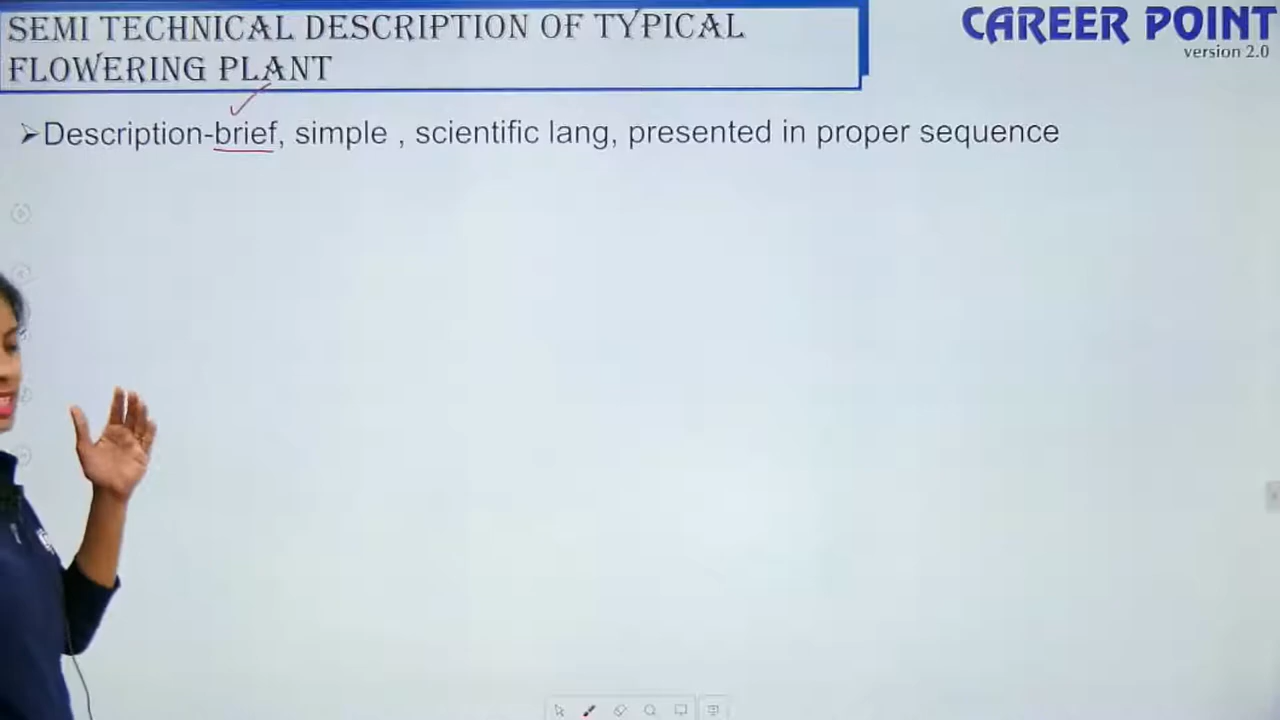 SEMI TECHNICAL DESCRIPTION OF TYPICAL
FLOWERING PLANT
CAREER POINT
version 2.0
➢Description-brief, simple , scientific lang, presented in proper sequence